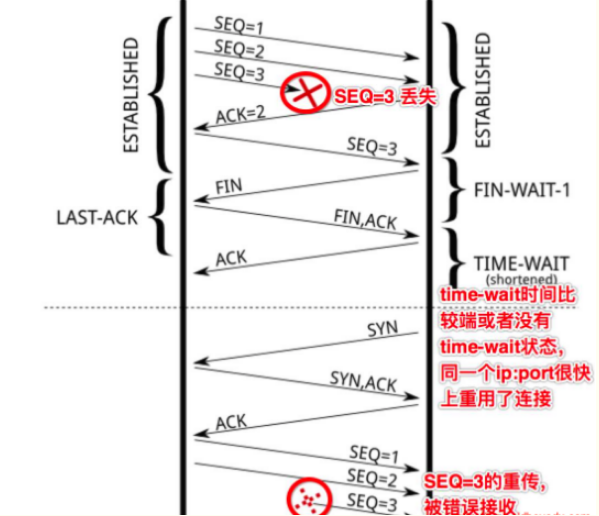 SEQ=1
SEQ=2
SEQ=3
SEQ=3 丢失
ESTABLISHED
ESTABLISHED
ACK=2
SEQ=3
FIN
FIN-WAIT-1
LAST-ACK
FIN,ACK
ACK
TIME-WAIT
(shortened)
time-wait时间比
较端或者没有
time-wait状态,
同一个ip:port很快
上重用了连接
SYN
SYN,ACK
ACK
SEQ=1
SEQ=2
SEQ=3
SEQ=3的重传,
被错误接收